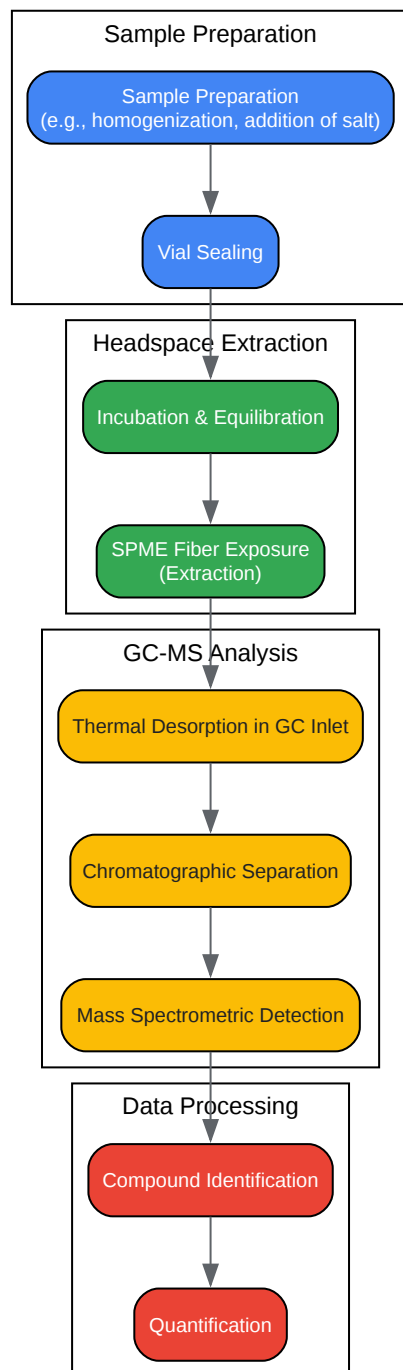 Sample Preparation
Sample Preparation
(e.g., homogenization, addition of salt)
Vial Sealing
Headspace Extraction
Incubation & Equilibration
SPME Fiber Exposure
(Extraction)
GC-MS Analysis
Thermal Desorption in GC Inlet
Chromatographic Separation
Mass Spectrometric Detection
Data Processing
Compound Identification
Quantification